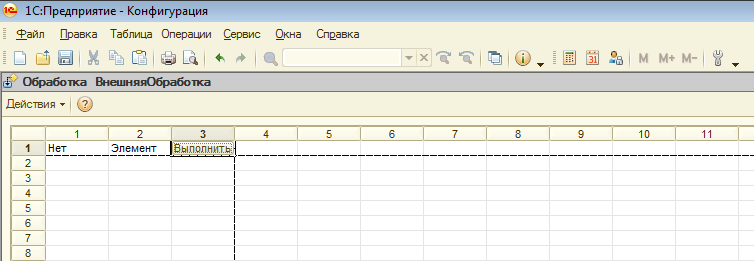 1С:Предприятие - Конфигурация
Файл Правка Таблица Операции Сервис Окна Справка
M M+ M-
Обработка ВнешняяОбработка
Действия
1 2 3 4 5 6 7 8 9 10 11
1 Нет Элемент Выполнить
2
3
4
5
6
7
8